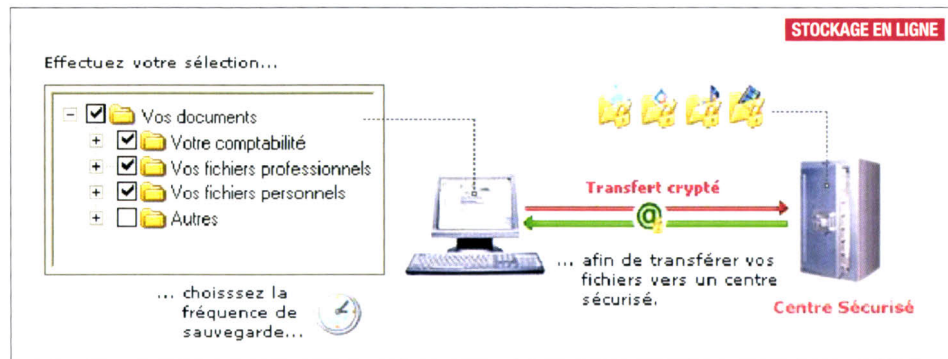 STOCKAGE EN LIGNE
Effectuez votre sélection...
Vos documents
Votre comptabilité
Vos fichiers professionnels
Vos fichiers personnels
Autres
... choisssez la
fréquence de
sauvegarde...
Transfert crypté
@
... afin de transférer vos
fichiers vers un centre
sécurisé.
Centre Sécurisé